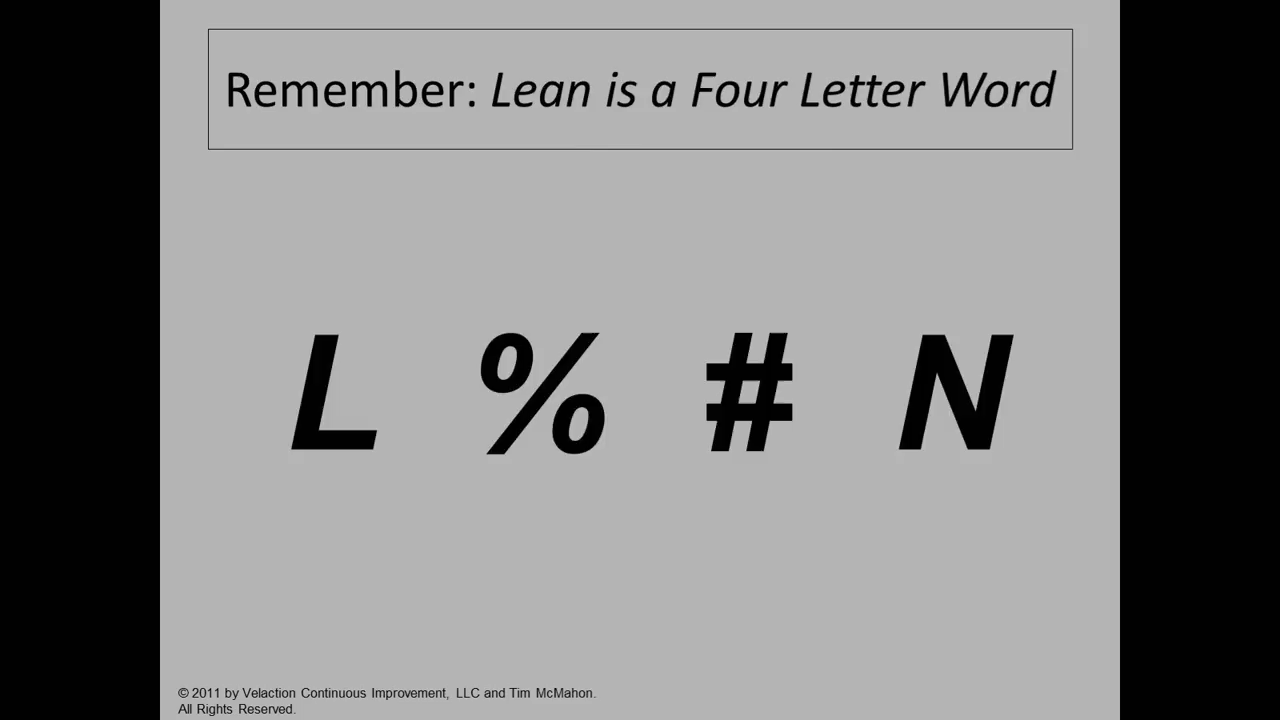 Remember: Lean is a Four Letter Word
L % # N
© 2011 by Velaction Continuous Improvement, LLC and Tim McMahon.
All Rights Reserved.